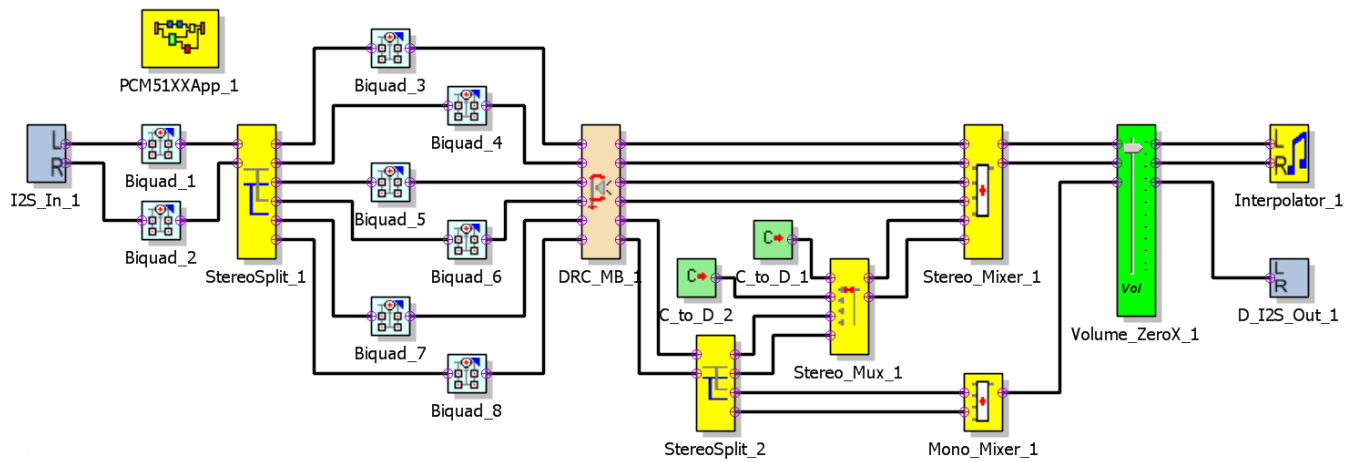 PCM51XXApp_1
Biquad_3
Biquad_4
L
R
I2S_In_1
Biquad_1
Biquad_2
StereoSplit_1
Biquad_5
Biquad_6
Biquad_7
Biquad_8
DRC_MB_1
C
C_to_D_1
C
C_to_D_2
Stereo_Mux_1
StereoSplit_2
Stereo_Mixer_1
Mono_Mixer_1
Vol
Volume_ZeroX_1
L
R
Interpolator_1
L
R
D_I2S_Out_1